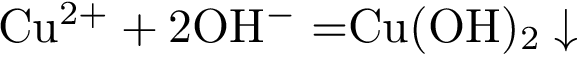 Cu²⁺ + 2OH⁻ =Cu(OH)₂ ↓